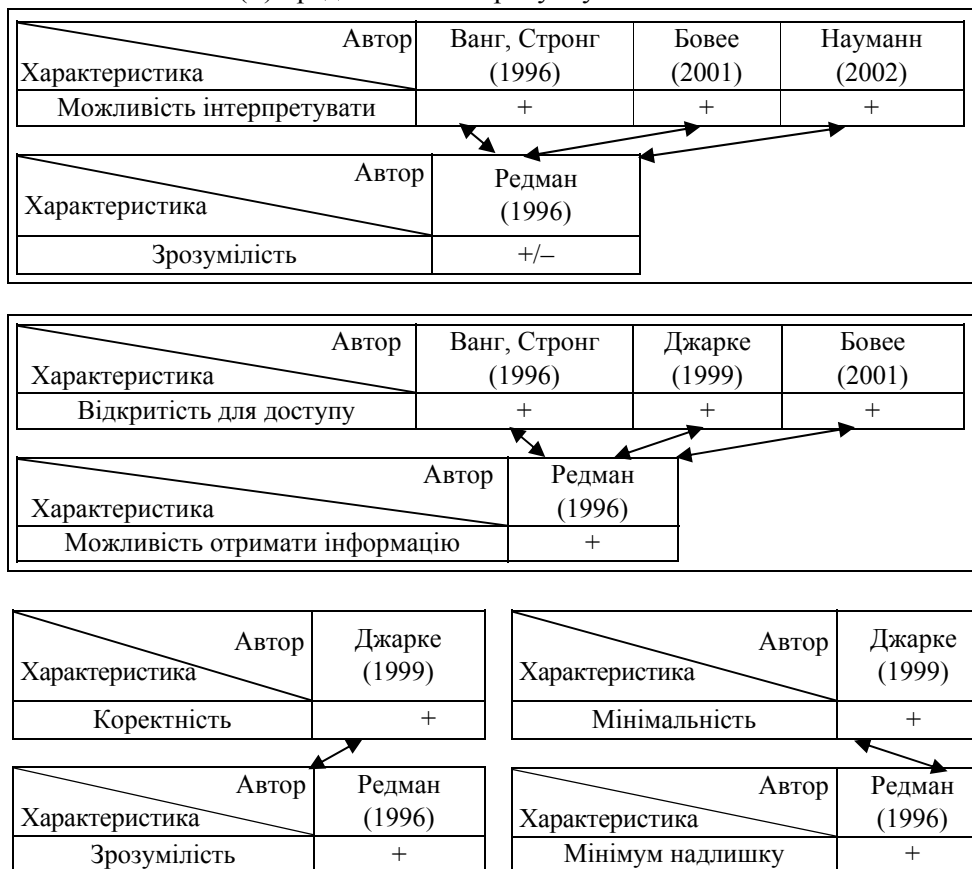 Автор Ванг, Стронг Бовее Науманн
Характеристика (1996) (2001) (2002)
Можливість інтерпретувати + + +
Автор Редман
Характеристика (1996)
Зрозумілість +/–
Автор Ванг, Стронг Джарке Бовее
Характеристика (1996) (1999) (2001)
Відкритість для доступу + + +
Автор Редман
Характеристика (1996)
Можливість отримати інформацію +
Автор Джарке
Характеристика (1999)
Коректність +
Автор Редман
Характеристика (1996)
Зрозумілість +
Автор Джарке
Характеристика (1999)
Мінімальність +
Автор Редман
Характеристика (1996)
Мінімум надлишку +